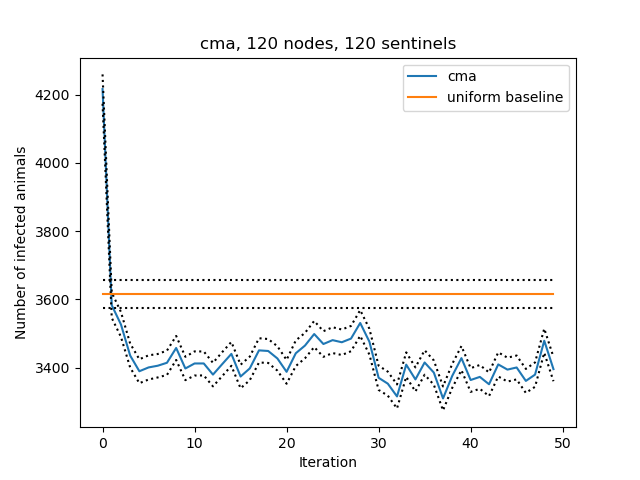 cma, 120 nodes, 120 sentinels
cma
uniform baseline
Number of infected animals
4200
4000
3800
3600
3400
0 10 20 30 40 50
Iteration